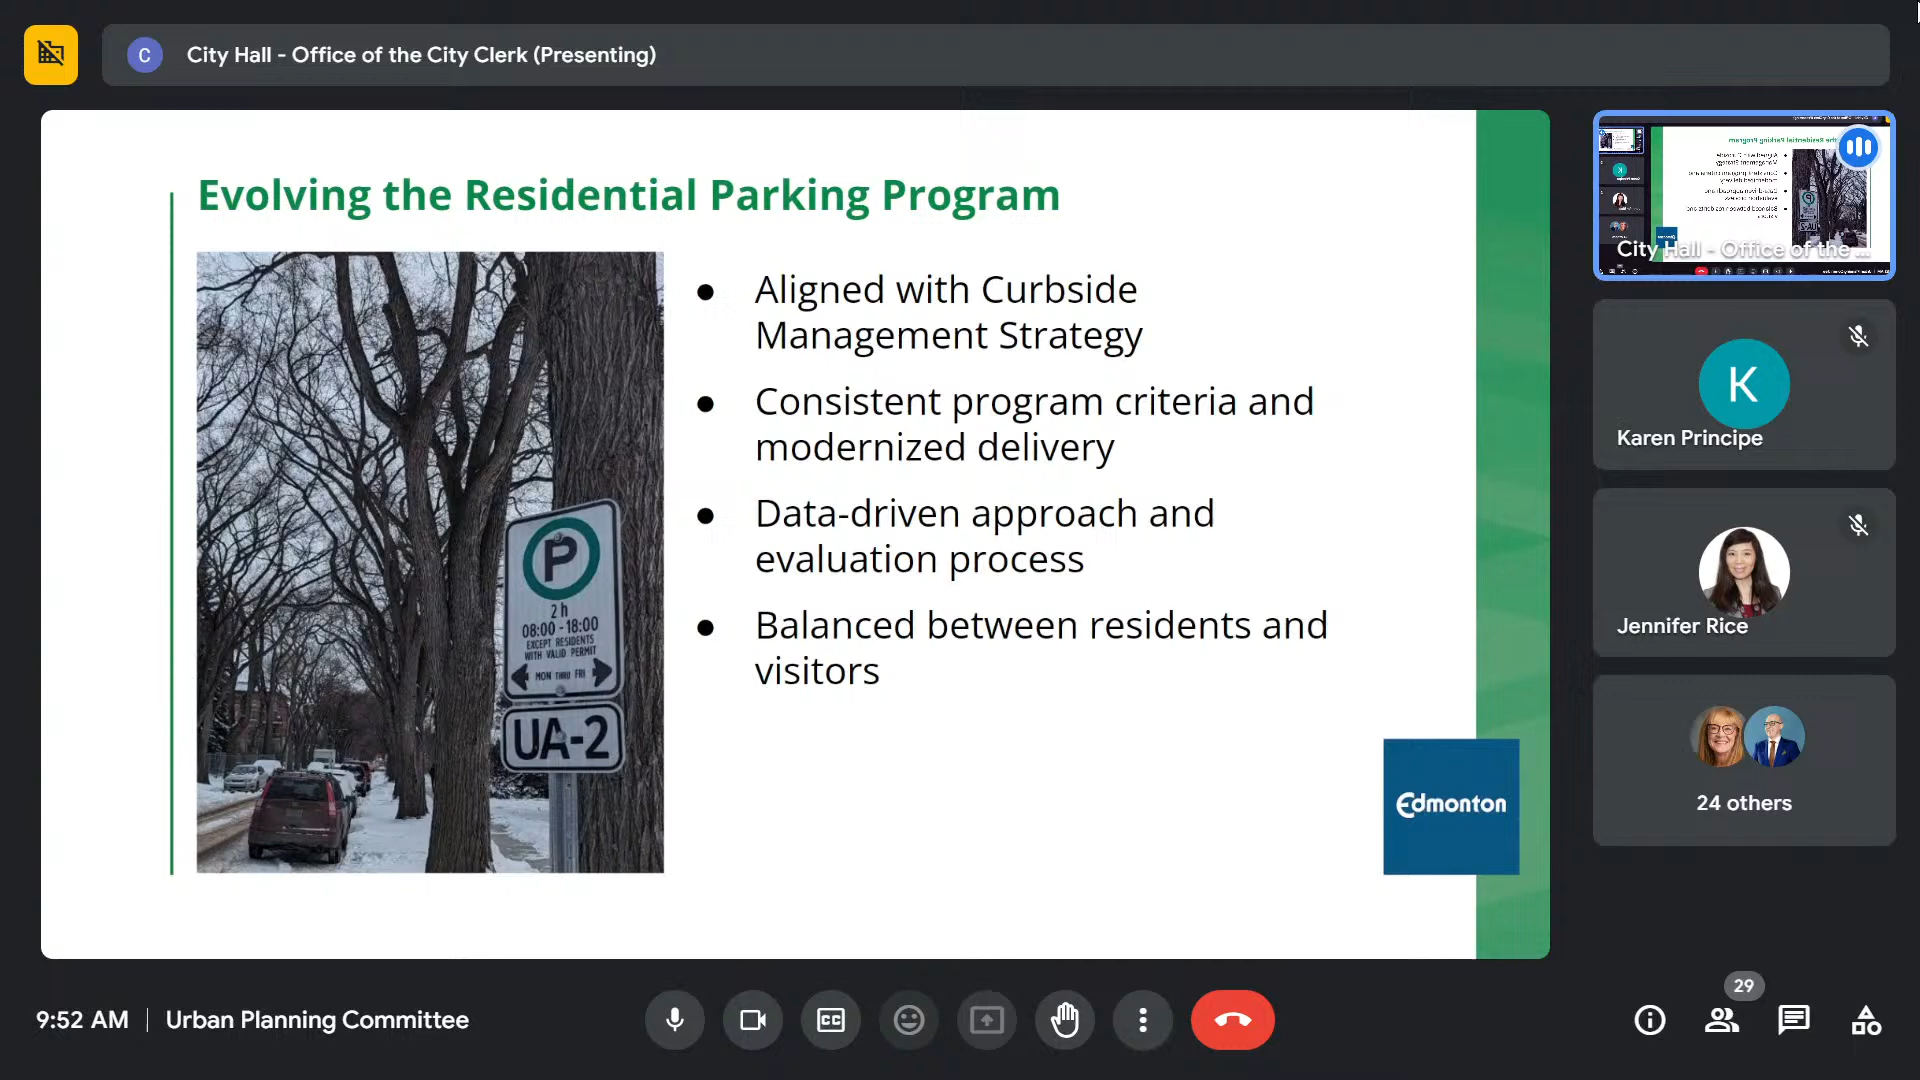 C
City Hall - Office of the City Clerk (Presenting)
Evolving the Residential Parking Program
● Aligned with Curbside
Management Strategy
● Consistent program criteria and
modernized delivery
● Data-driven approach and
evaluation process
● Balanced between residents and
visitors
P
2 h
08:00 - 18:00
EXCEPT RESIDENTS
WITH VALID PERMIT
MON THRU FRI
UA-2
Edmonton
City Hall - Office of the ...
K
Karen Principe
Jennifer Rice
24 others
9:52 AM | Urban Planning Committee
CC
29